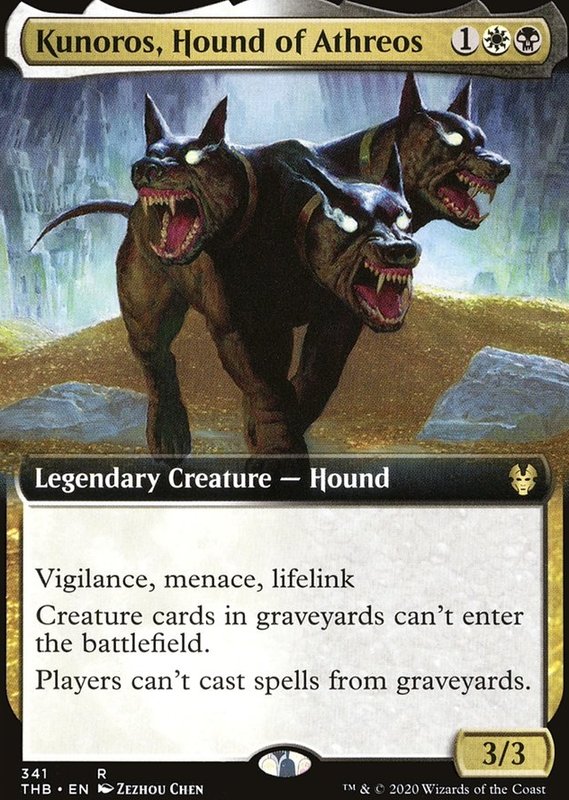 Kunoros, Hound of Athreos 1
Legendary Creature — Hound
Vigilance, menace, lifelink
Creature cards in graveyards can't enter
the battlefield.
Players can't cast spells from graveyards.
3/3
341 R
THB • EN Zezhou Chen
™ & © 2020 Wizards of the Coast